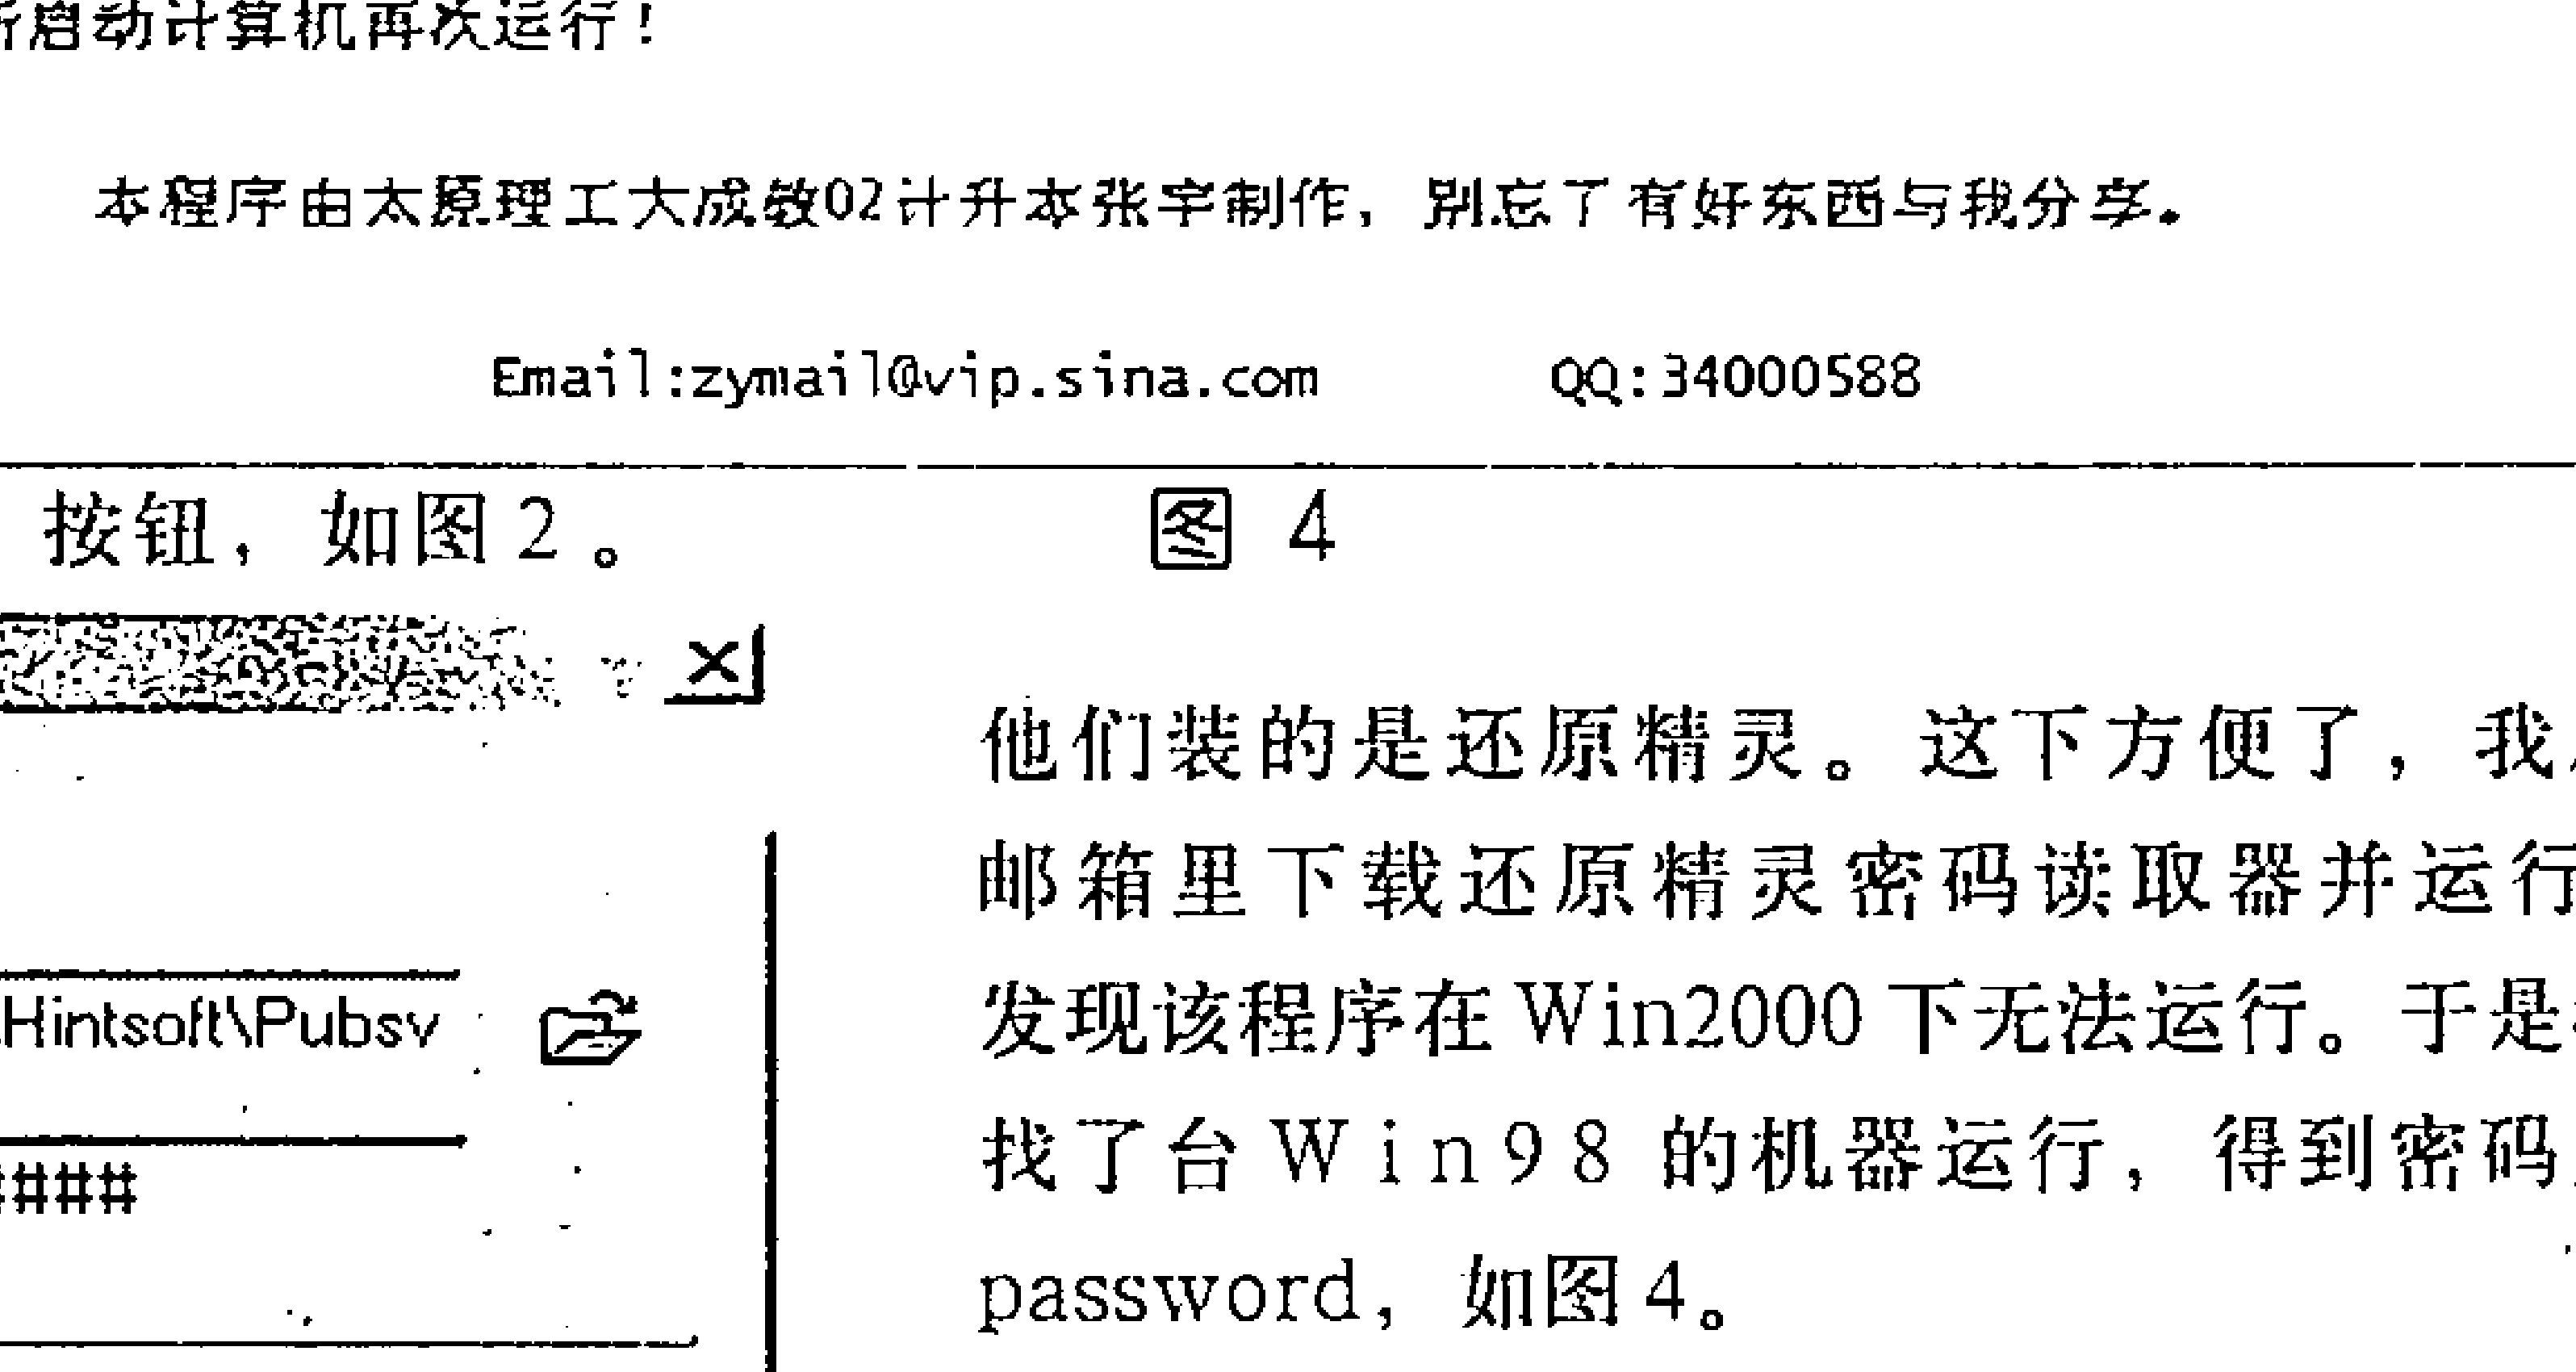 新启动计算机再次运行！
本程序由太原理工大成教02计升本张宇制作，别忘了有好东西与我分享。
Email:zymail@vip.sina.com QQ:34000588
按钮，如图2。
图 4
Hintsoft\Pubsv
####
他们装的是还原精灵。这下方便了，我
邮箱里下载还原精灵密码读取器并运行
发现该程序在Win2000下无法运行。于是
找了台Win98的机器运行，得到密码
password，如图4。